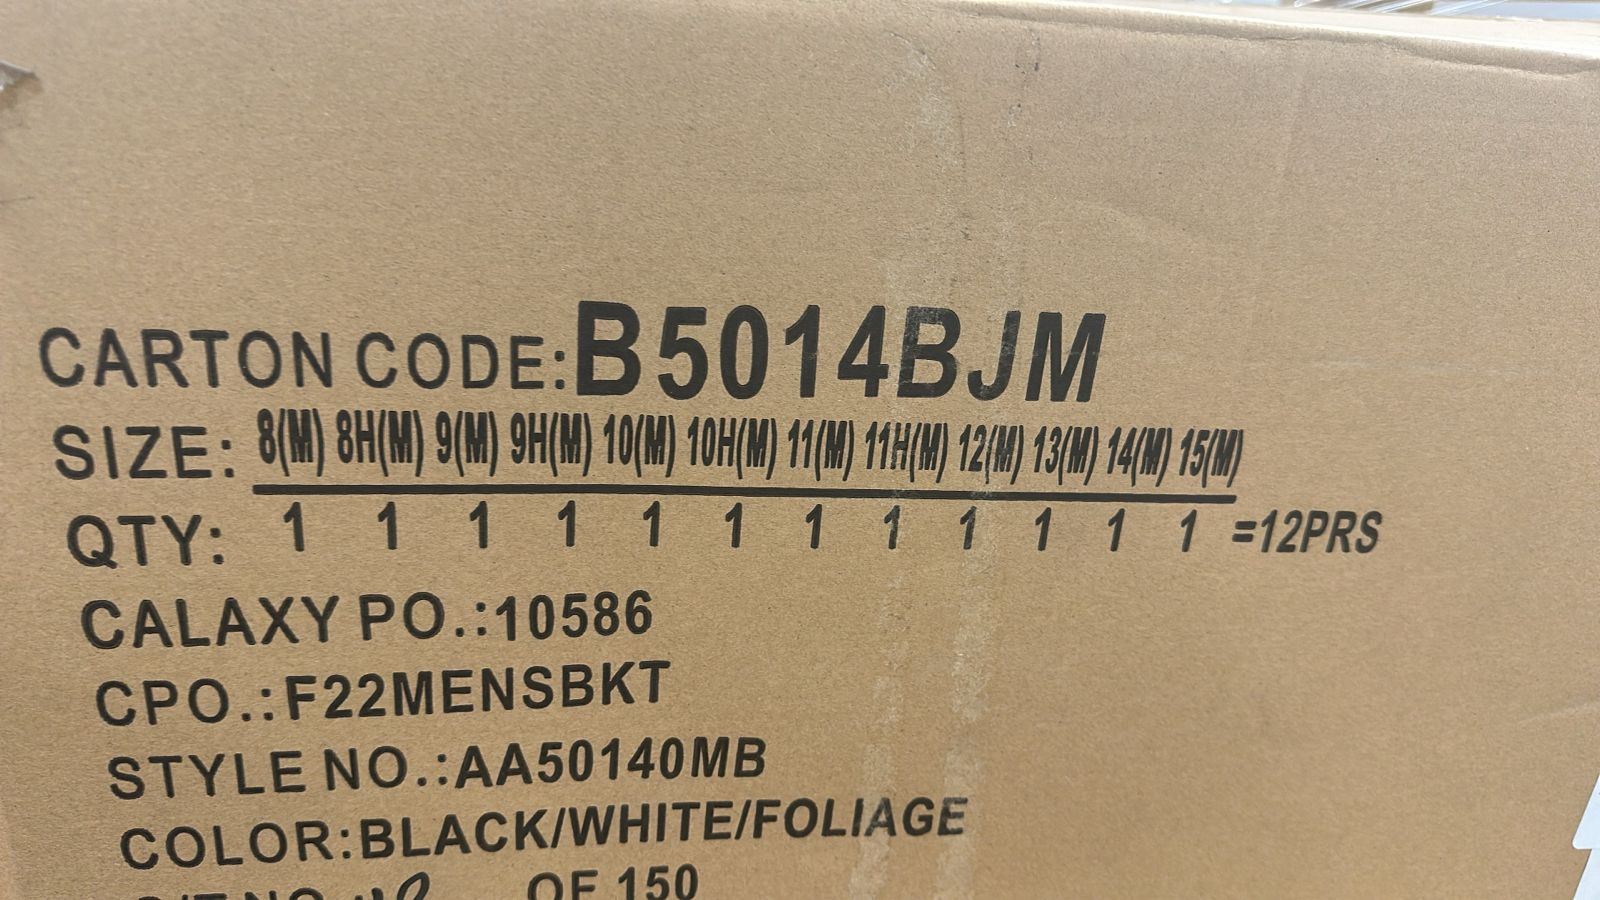 CARTON CODE:B5014BJM
SIZE: 8(M) 8H(M) 9(M) 9H(M) 10(M) 10H(M) 11(M) 11H(M) 12(M) 13(M) 14(M) 15(M)
QTY: 1 1 1 1 1 1 1 1 1 1 1 1 =12PRS
CALAXY PO.:10586
CPO.:F22MENSBKT
STYLE NO.:AA50140MB
COLOR:BLACK/WHITE/FOLIAGE
NO.: OF 150